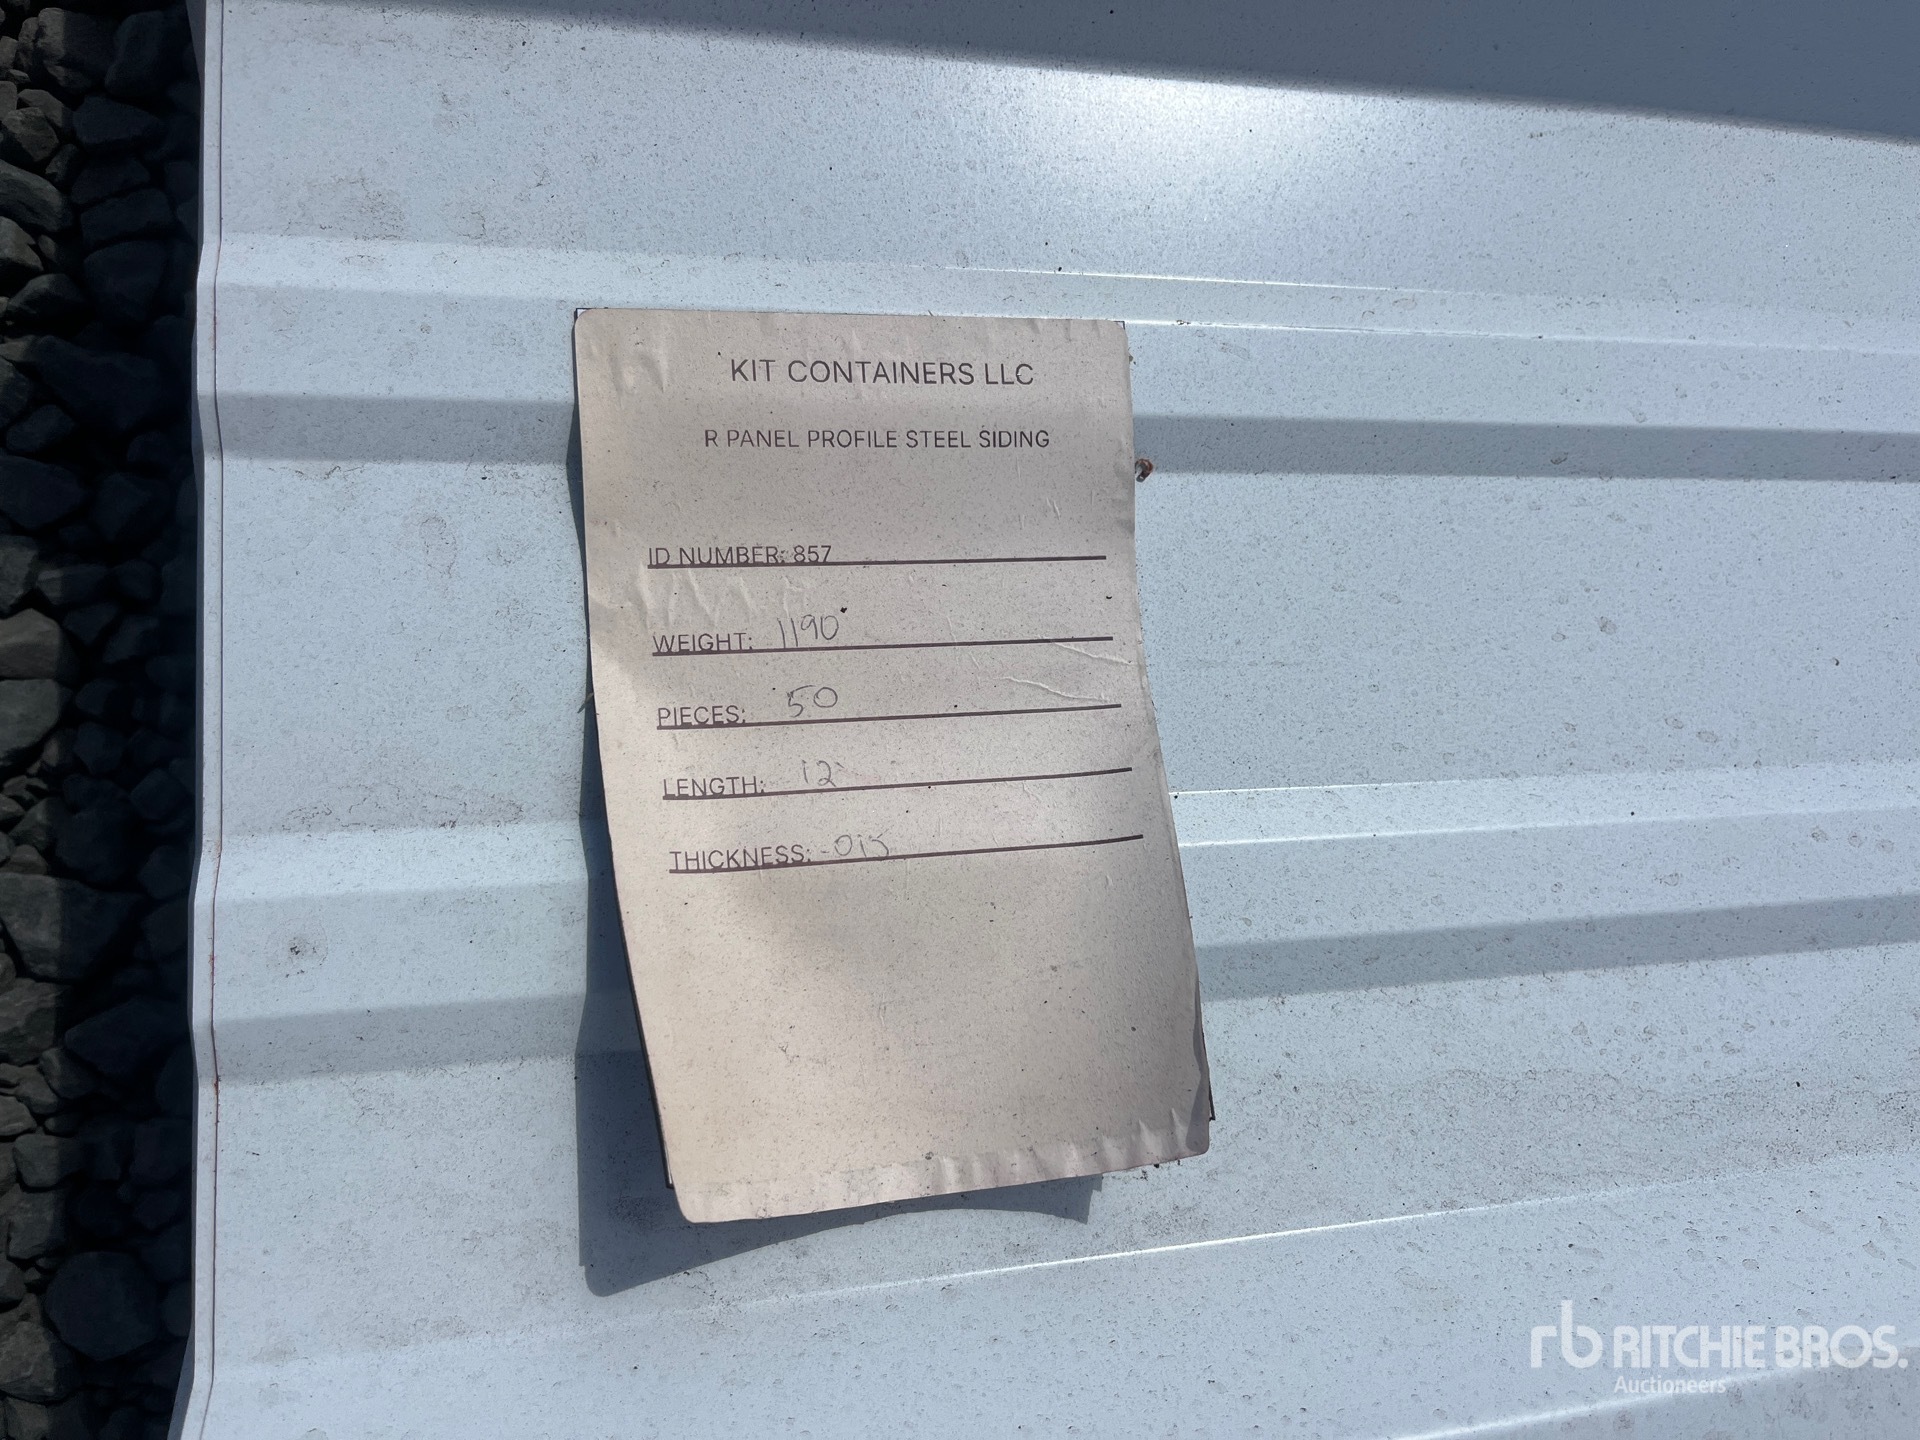 KIT CONTAINERS LLC
R PANEL PROFILE STEEL SIDING
ID NUMBER: 857
WEIGHT: 1190
PIECES: 50
LENGTH: 12'
THICKNESS: .015
rb RITCHIE BROS.
Auctioneers